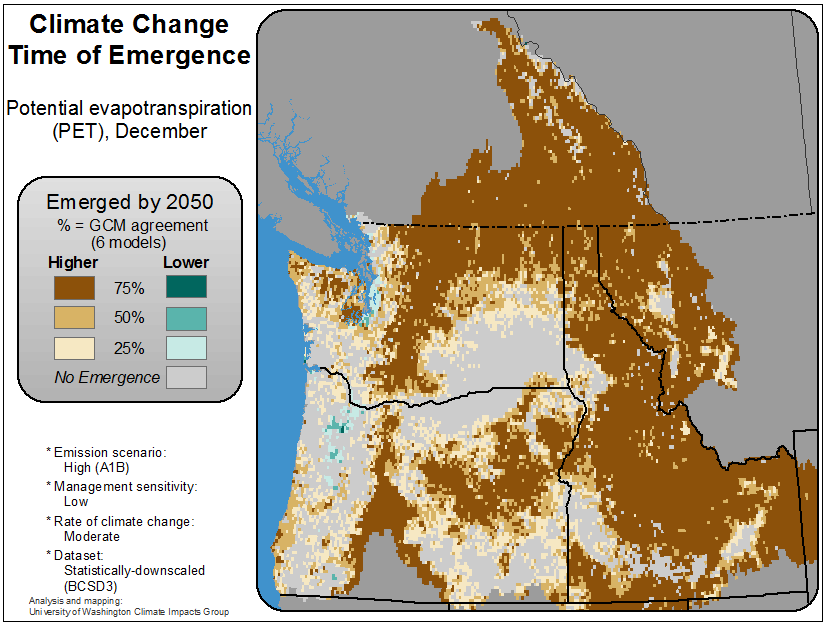 Climate Change
Time of Emergence
Potential evapotranspiration
(PET), December
Emerged by 2050
% = GCM agreement
(6 models)
Higher Lower
75%
50%
25%
No Emergence
* Emission scenario:
High (A1B)
* Management sensitivity:
Low
* Rate of climate change:
Moderate
* Dataset:
Statistically-downscaled
(BCSD3)
Analysis and mapping:
University of Washington Climate Impacts Group